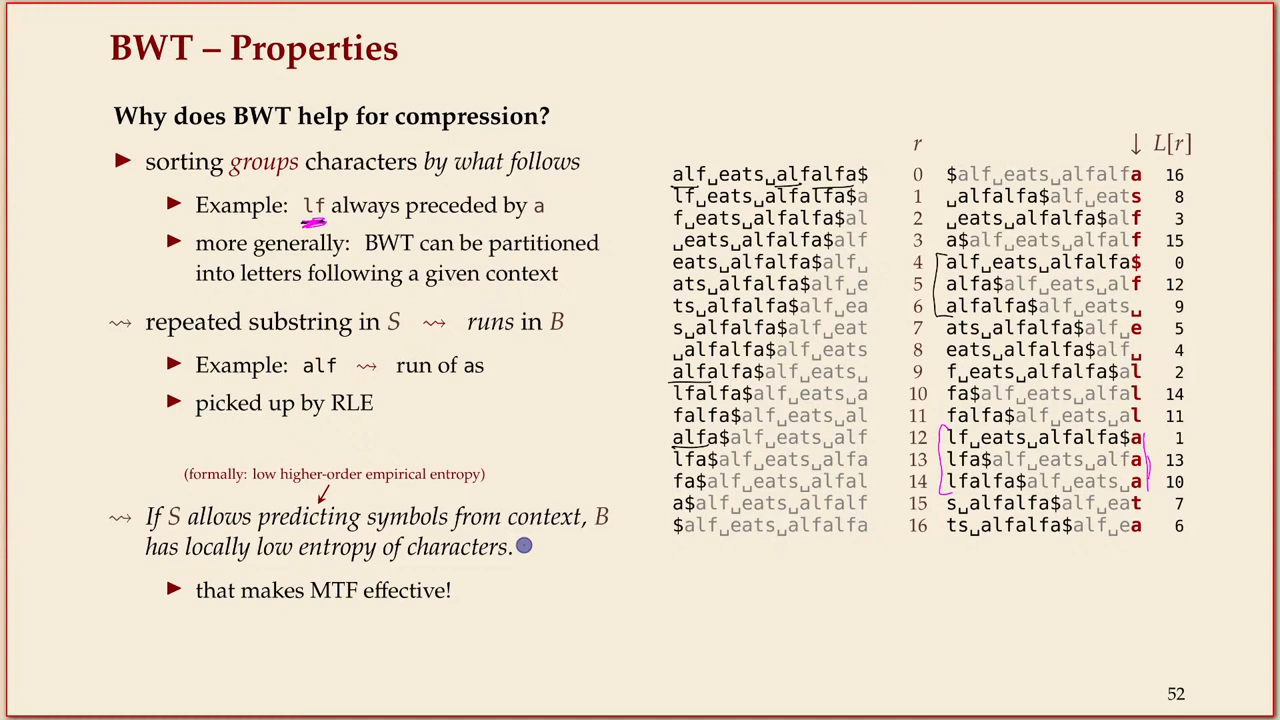 BWT – Properties
Why does BWT help for compression?
▶ sorting groups characters by what follows
▶ Example: lf always preceded by a
▶ more generally: BWT can be partitioned
into letters following a given context
⇝ repeated substring in S ⇝ runs in B
▶ Example: alf ⇝ run of as
▶ picked up by RLE
(formally: low higher-order empirical entropy)
⇝ If S allows predicting symbols from context, B
has locally low entropy of characters.
▶ that makes MTF effective!
r ↓ L[r]
alf␣eats␣alfalfa$ 0 $alf␣eats␣alfalfa 16
lf␣eats␣alfalfa$a 1 ␣alfalfa$alf␣eats 8
f␣eats␣alfalfa$al 2 ␣eats␣alfalfa$alf 3
␣eats␣alfalfa$alf 3 a$alf␣eats␣alfalf 15
eats␣alfalfa$alf␣ 4 alf␣eats␣alfalfa$ 0
ats␣alfalfa$alf␣e 5 alfa$alf␣eats␣alf 12
ts␣alfalfa$alf␣ea 6 alfalfa$alf␣eats␣ 9
s␣alfalfa$alf␣eat 7 ats␣alfalfa$alf␣e 5
␣alfalfa$alf␣eats 8 eats␣alfalfa$alf␣ 4
alfalfa$alf␣eats␣ 9 f␣eats␣alfalfa$al 2
lfalfa$alf␣eats␣a 10 fa$alf␣eats␣alfal 14
falfa$alf␣eats␣al 11 falfa$alf␣eats␣al 11
alfa$alf␣eats␣alf 12 lf␣eats␣alfalfa$a 1
lfa$alf␣eats␣alfa 13 lfa$alf␣eats␣alfa 13
fa$alf␣eats␣alfal 14 lfalfa$alf␣eats␣a 10
a$alf␣eats␣alfalf 15 s␣alfalfa$alf␣eat 7
$alf␣eats␣alfalfa 16 ts␣alfalfa$alf␣ea 6
52